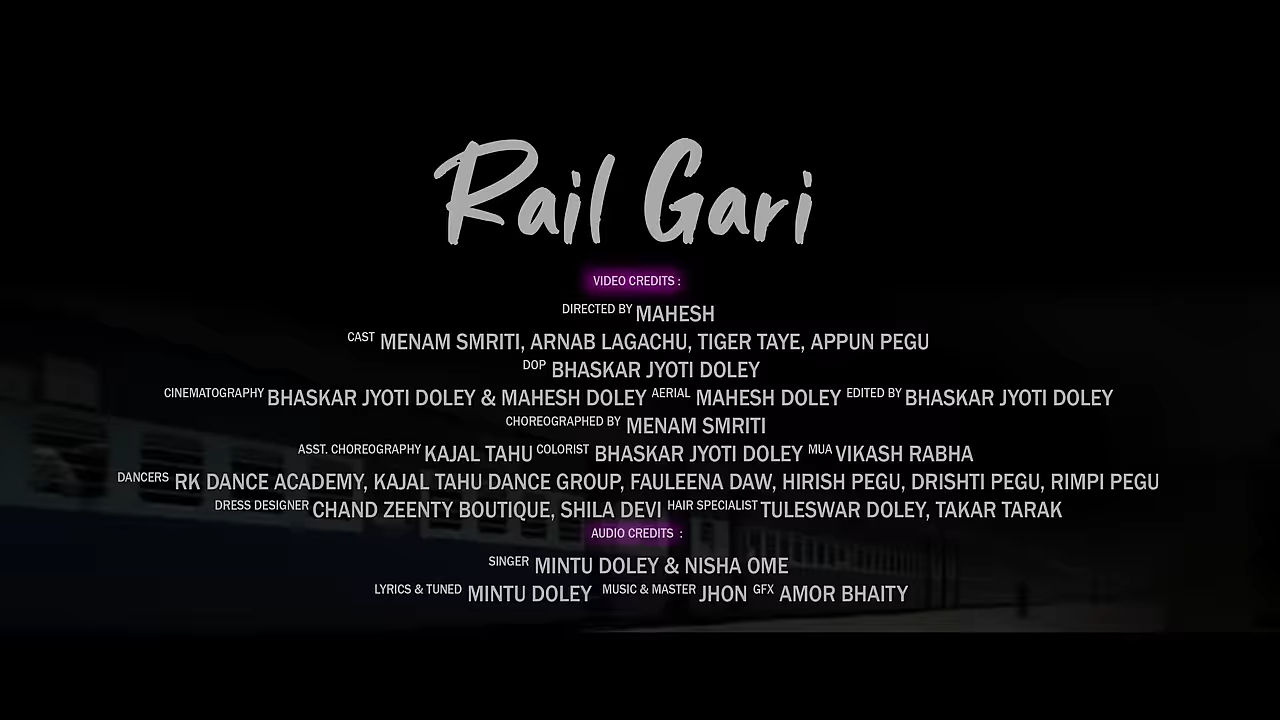 Rail Gari
VIDEO CREDITS :
DIRECTED BY MAHESH
CAST MENAM SMRITI, ARNAB LAGACHU, TIGER TAYE, APPUN PEGU
DOP BHASKAR JYOTI DOLEY
CINEMATOGRAPHY BHASKAR JYOTI DOLEY & MAHESH DOLEY AERIAL MAHESH DOLEY EDITED BY BHASKAR JYOTI DOLEY
CHOREOGRAPHED BY MENAM SMRITI
ASST. CHOREOGRAPHY KAJAL TAHU COLORIST BHASKAR JYOTI DOLEY MUA VIKASH RABHA
DANCERS RK DANCE ACADEMY, KAJAL TAHU DANCE GROUP, FAULEENA DAW, HIRISH PEGU, DRISHTI PEGU, RIMPI PEGU
DRESS DESIGNER CHAND ZEENTY BOUTIQUE, SHILA DEVI HAIR SPECIALIST TULESWAR DOLEY, TAKAR TARAK
AUDIO CREDITS :
SINGER MINTU DOLEY & NISHA OME
LYRICS & TUNED MINTU DOLEY MUSIC & MASTER JHON GFX AMOR BHAITY